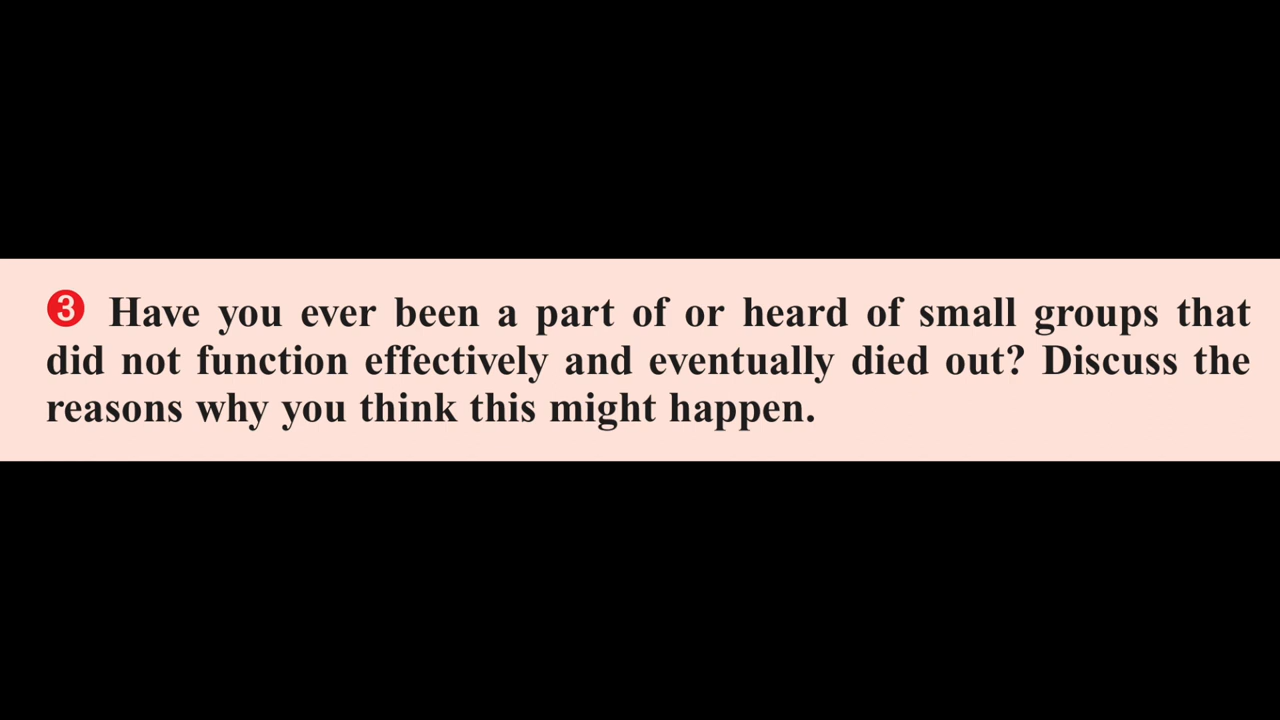 ❸ Have you ever been a part of or heard of small groups that
did not function effectively and eventually died out? Discuss the
reasons why you think this might happen.